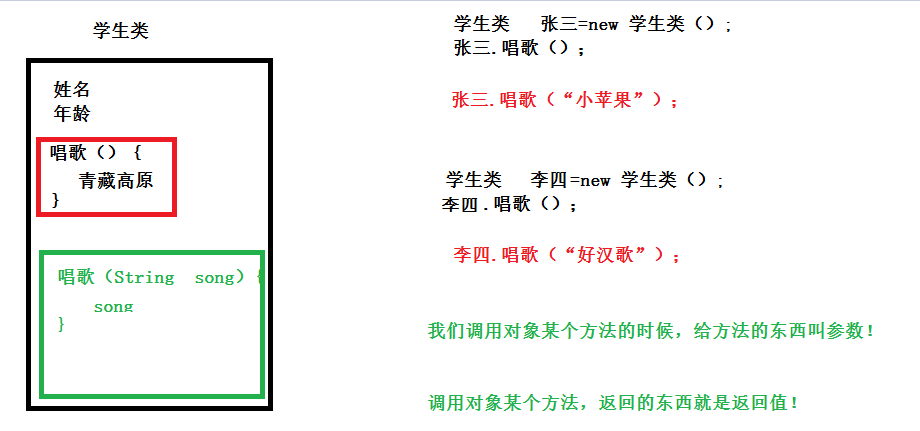 学生类
姓名
年龄
唱歌（）{
青藏高原
}
唱歌（String  song）{
song
}
学生类  张三=new 学生类（）;
张三.唱歌（）;
张三.唱歌（“小苹果”）;
学生类  李四=new 学生类（）;
李四.唱歌（）;
李四.唱歌（“好汉歌”）;
我们调用对象某个方法的时候，给方法的东西叫参数！
调用对象某个方法，返回的东西就是返回值！